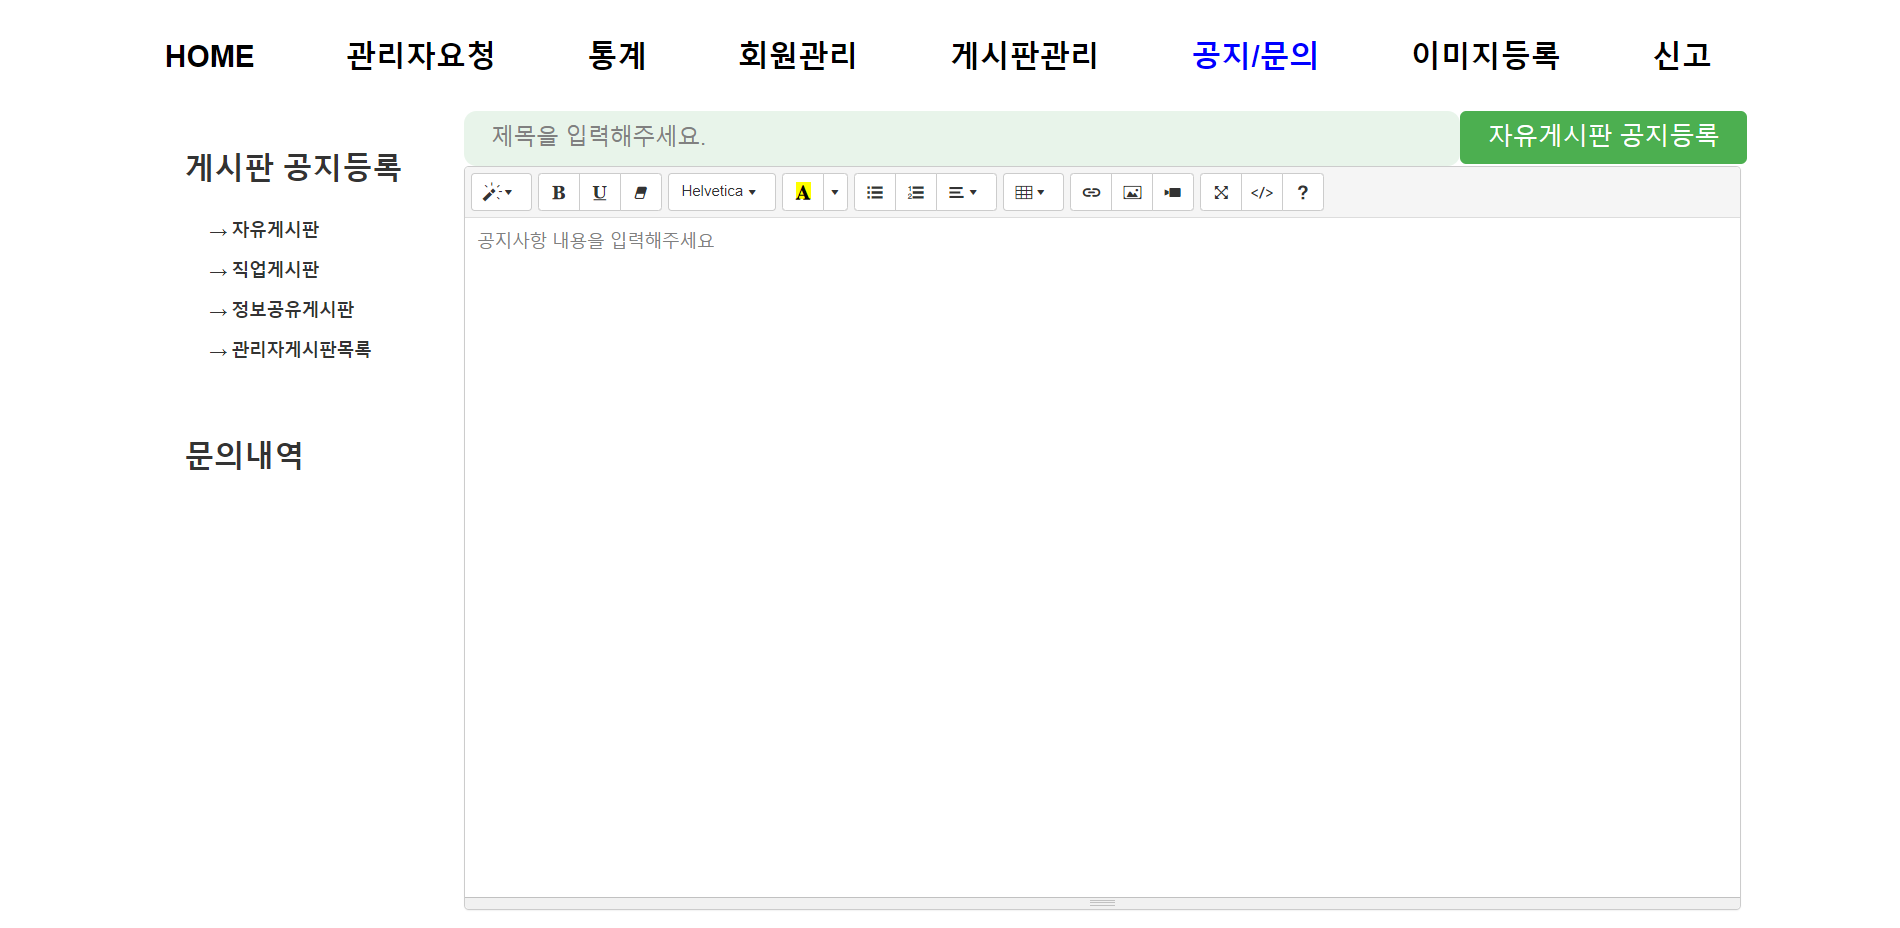 HOME 관리자요청 통계 회원관리 게시판관리 공지/문의 이미지등록 신고
제목을 입력해주세요. 자유게시판 공지등록
게시판 공지등록
B U Helvetica A </> ?
→ 자유게시판
공지사항 내용을 입력해주세요
→ 직업게시판
→ 정보공유게시판
→ 관리자게시판목록
문의내역